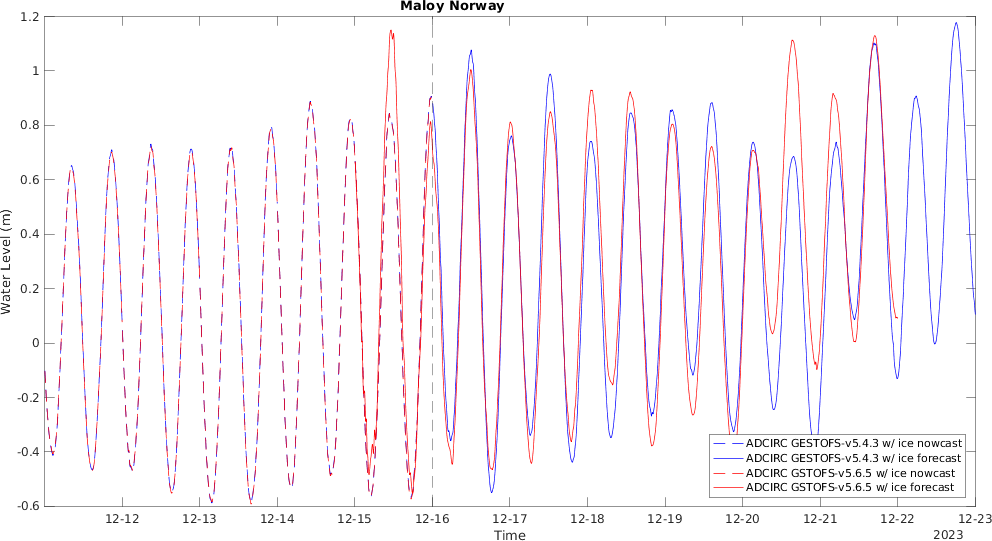 Maloy Norway
1.2
1
0.8
0.6
0.4
0.2
0
-0.2
-0.4
-0.6
Water Level (m)
ADCIRC GESTOFS-v5.4.3 w/ ice nowcast
ADCIRC GESTOFS-v5.4.3 w/ ice forecast
ADCIRC GSTOFS-v5.6.5 w/ ice nowcast
ADCIRC GSTOFS-v5.6.5 w/ ice forecast
12-12 12-13 12-14 12-15 12-16 12-17 12-18 12-19 12-20 12-21 12-22 12-23
Time
2023